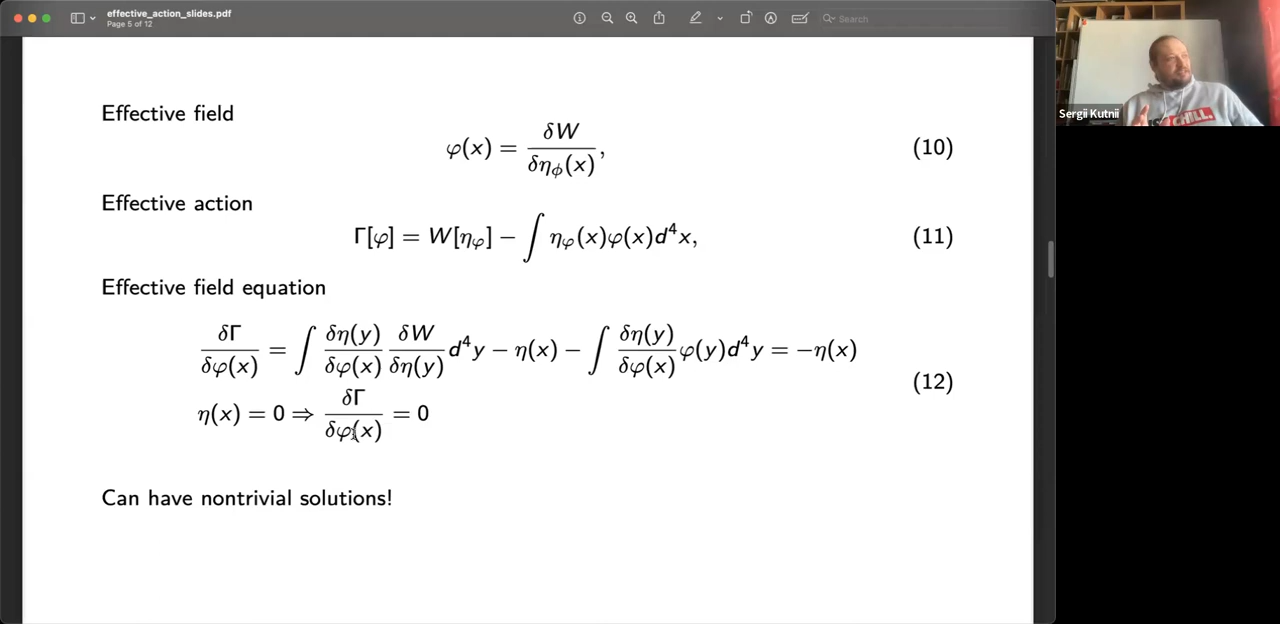 effective_action_slides.pdf
Page 5 of 12
Search
Sergii Kutnii
CHILL.
Effective field
φ(x) = δW / δη_ϕ(x), (10)
Effective action
Γ[φ] = W[η_φ] − ∫ η_φ(x)φ(x)d⁴x, (11)
Effective field equation
δΓ/δφ(x) = ∫ δη(y)/δφ(x) δW/δη(y) d⁴y − η(x) − ∫ δη(y)/δφ(x) φ(y)d⁴y = −η(x)
(12)
η(x) = 0 ⇒ δΓ/δφ(x) = 0
Can have nontrivial solutions!